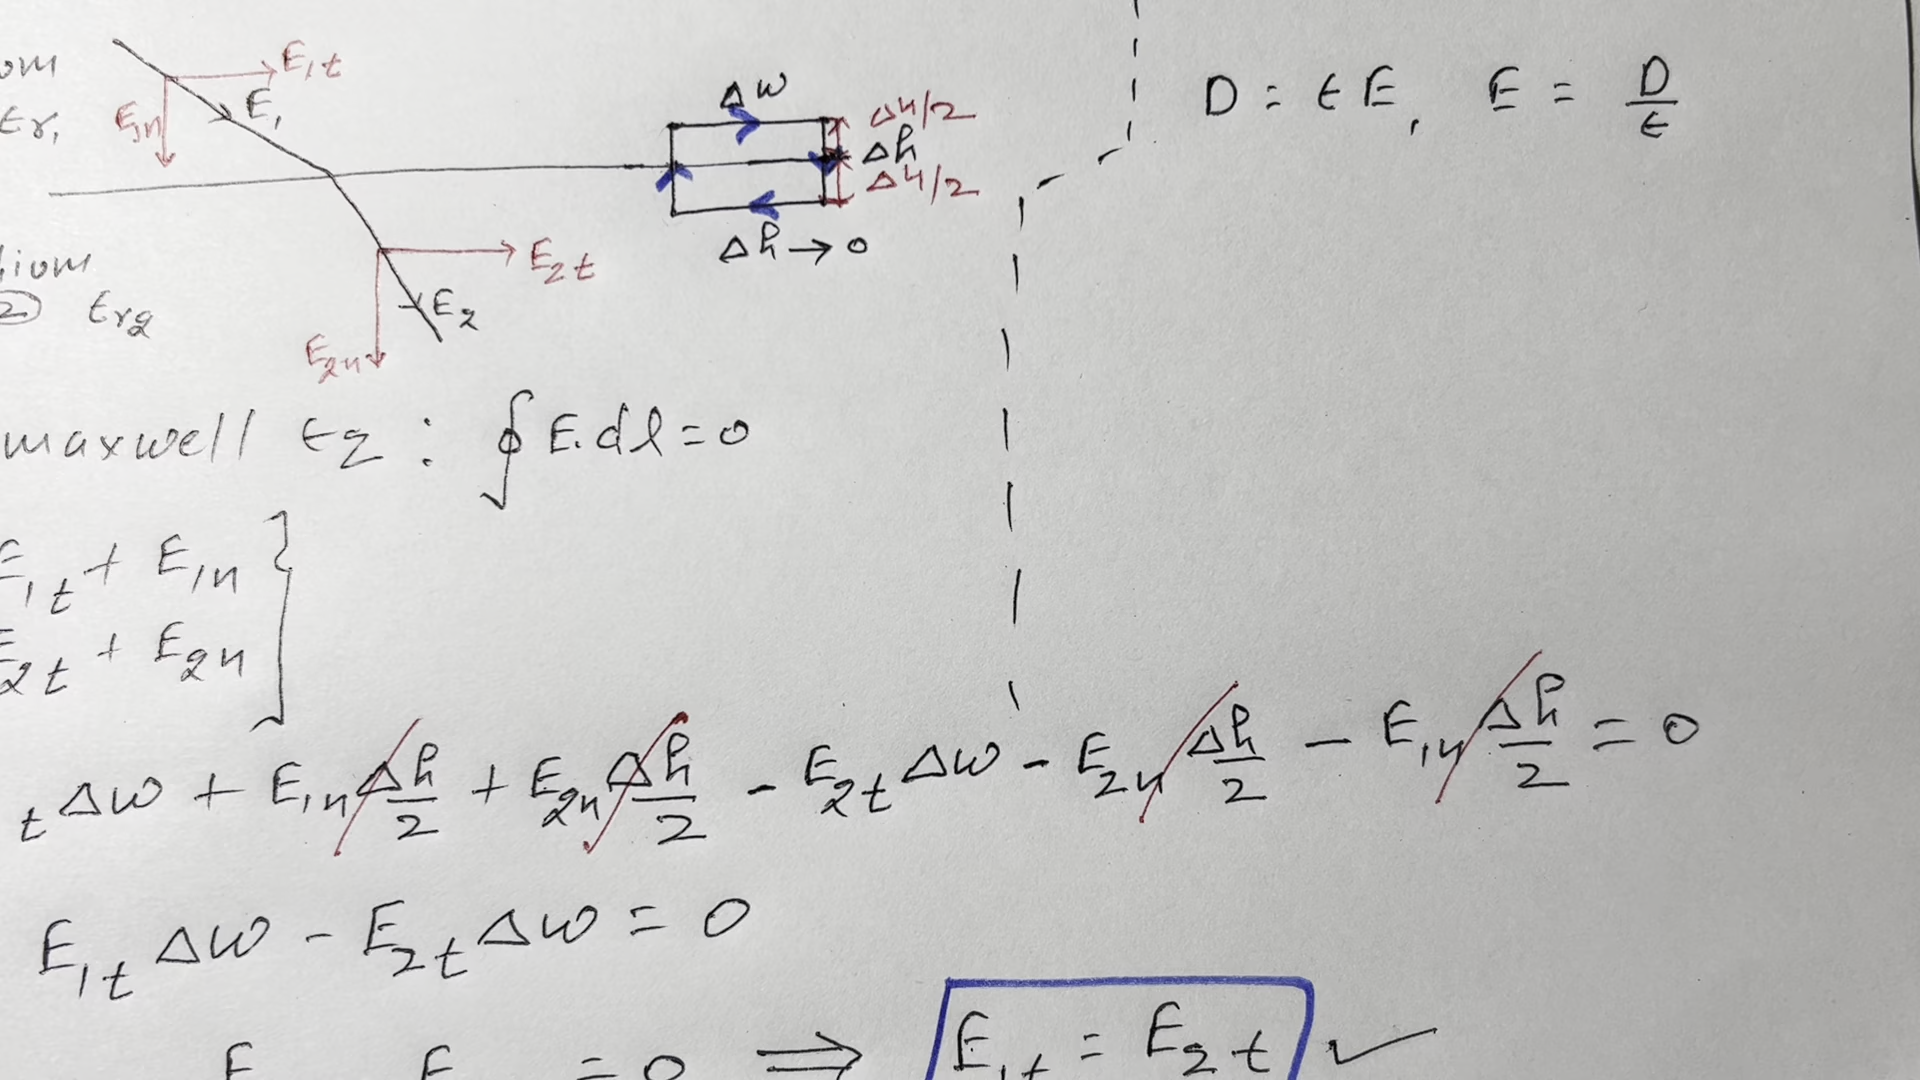 om E₁t
εr₁ E₁n E₁
Δw
Δh/2
Δh
Δh/2
Δh → 0
E₂t
② εr₂ E₂
E₂n
D = εE, E = D/ε
maxwell Eq : ∮ E.dl = 0
E₁t + E₁n }
E₂t + E₂n
t Δw + E₁n Δh/2 + E₂n Δh/2 - E₂t Δw - E₂n Δh/2 - E₁n Δh/2 = 0
E₁t Δw - E₂t Δw = 0
E E = 0 ⇒ E₁t = E₂t ✓